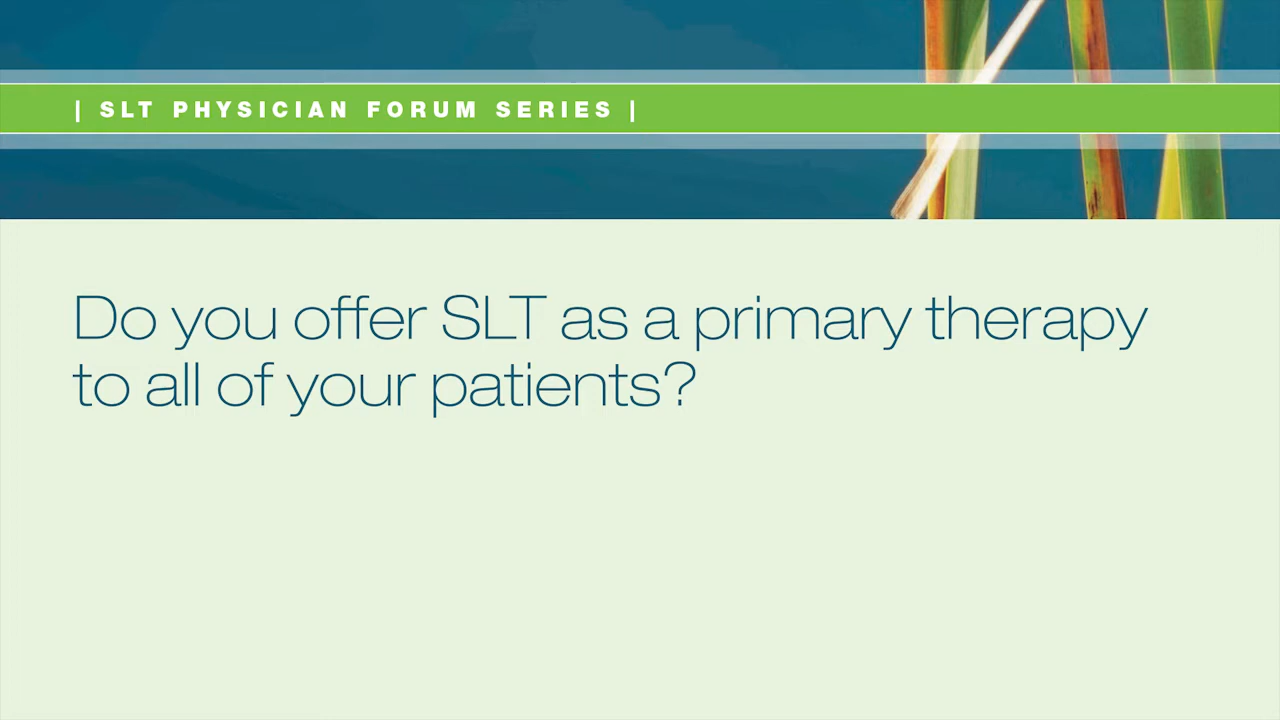 | SLT PHYSICIAN FORUM SERIES |
Do you offer SLT as a primary therapy
to all of your patients?